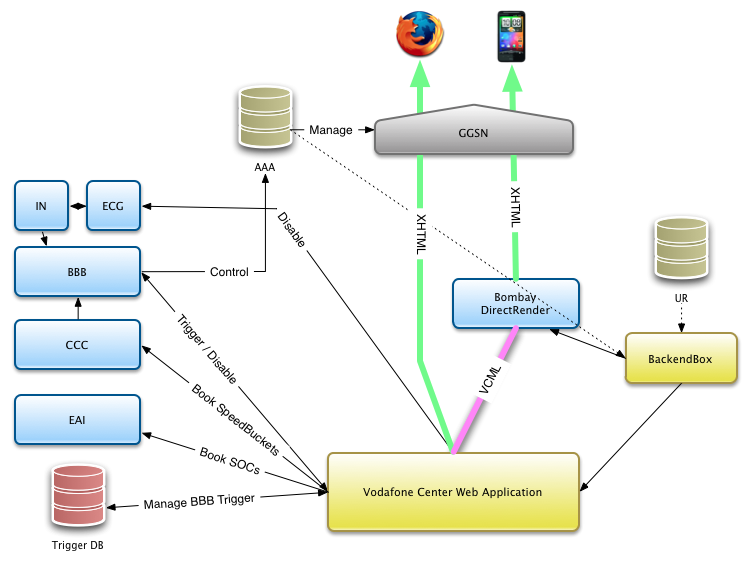 Manage
GGSN
AAA
IN
ECG
XHTML
XHTML
Disable
BBB
Control
UR
Bombay
DirectRender
Trigger / Disable
CCC
BackendBox
VCML
Book SpeedBuckets
EAI
Book SOCs
Manage BBB Trigger
Vodafone Center Web Application
Trigger DB